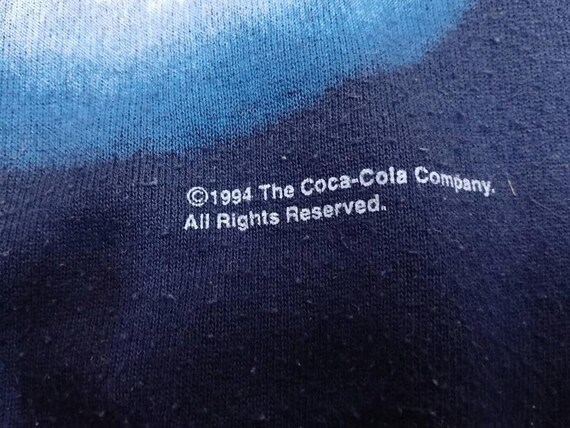 ©1994 The Coca-Cola Company.
All Rights Reserved.